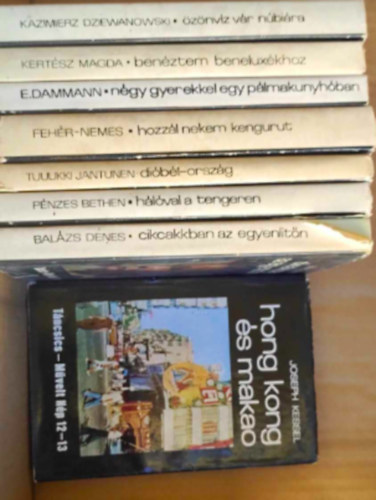 KAZIMIERZ DZIEWANOWSKI • özönvíz vár núbiára
KERTÉSZ MAGDA • benéztem beneluxékhoz
E.DAMMANN • négy gyerekkel egy pálmakunyhóban
FEHÉR-NEMES • hozzál nekem kengurut
TUULIKKI JANTUNEN dióbél-ország
PÉNZES BETHEN • hálóval a tengeren
BALÁZS DÉNES • cikcakkban az egyenlítőn
JOSEPH KESSEL
hong kong
és makao
Táncsics — Művelt Nép 12-13